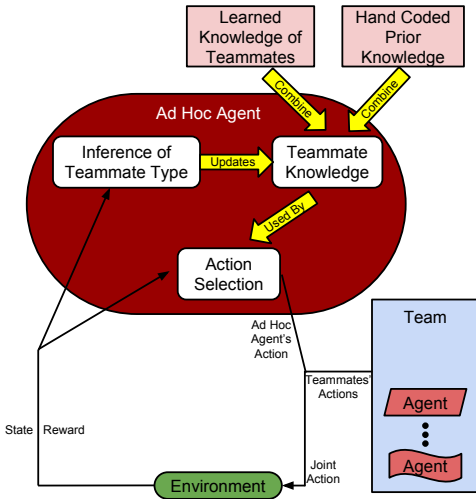 Learned
Knowledge of
Teammates
Hand Coded
Prior
Knowledge
Combine
Combine
Ad Hoc Agent
Inference of
Teammate Type
Updates
Teammate
Knowledge
Used By
Action
Selection
Ad Hoc
Agent's
Action
Team
Teammates'
Actions
Agent
Agent
State
Reward
Joint
Action
Environment